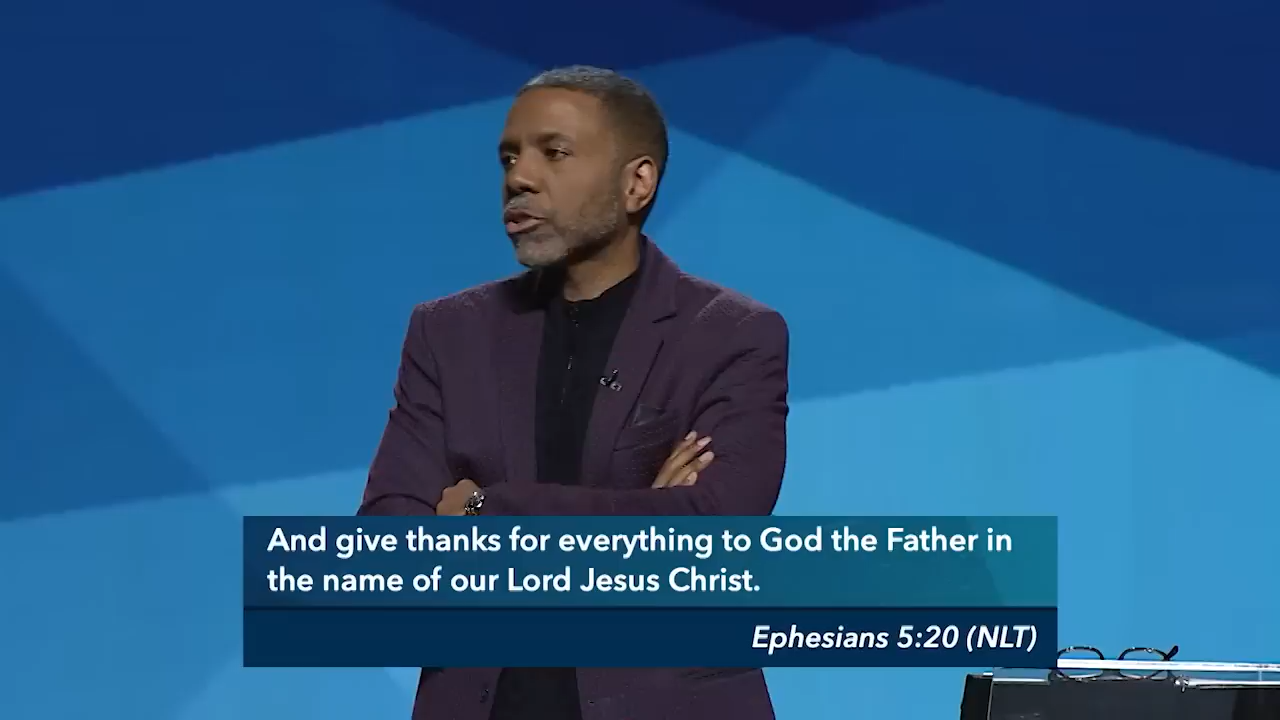 And give thanks for everything to God the Father in
the name of our Lord Jesus Christ.
Ephesians 5:20 (NLT)